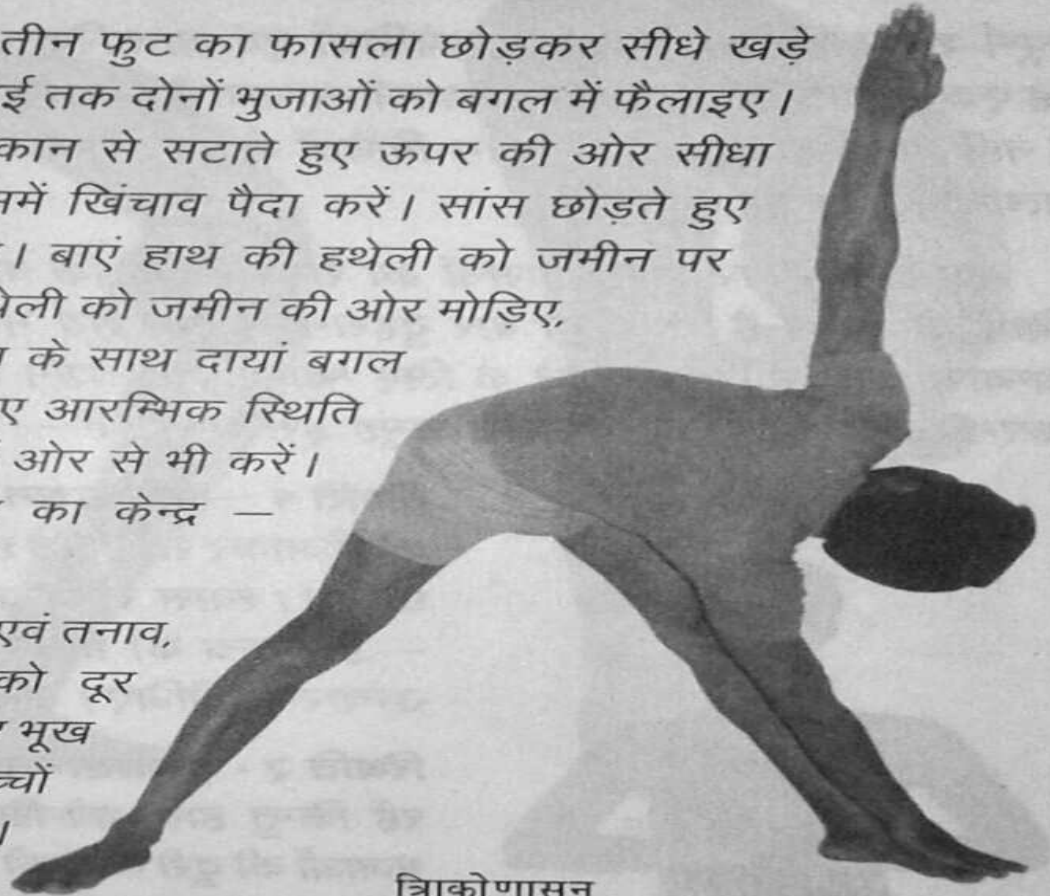 तीन फुट का फासला छोड़कर सीधे खड़े
ई तक दोनों भुजाओं को बगल में फैलाइए।
कान से सटाते हुए ऊपर की ओर सीधा
में खिंचाव पैदा करें। सांस छोड़ते हुए
। बाएं हाथ की हथेली को जमीन पर
ेली को जमीन की ओर मोड़िए,
के साथ दायां बगल
ए आरम्भिक स्थिति
ओर से भी करें।
का केन्द्र –
एवं तनाव,
को दूर
भूख
च्चों
।
त्रिाकोणासन